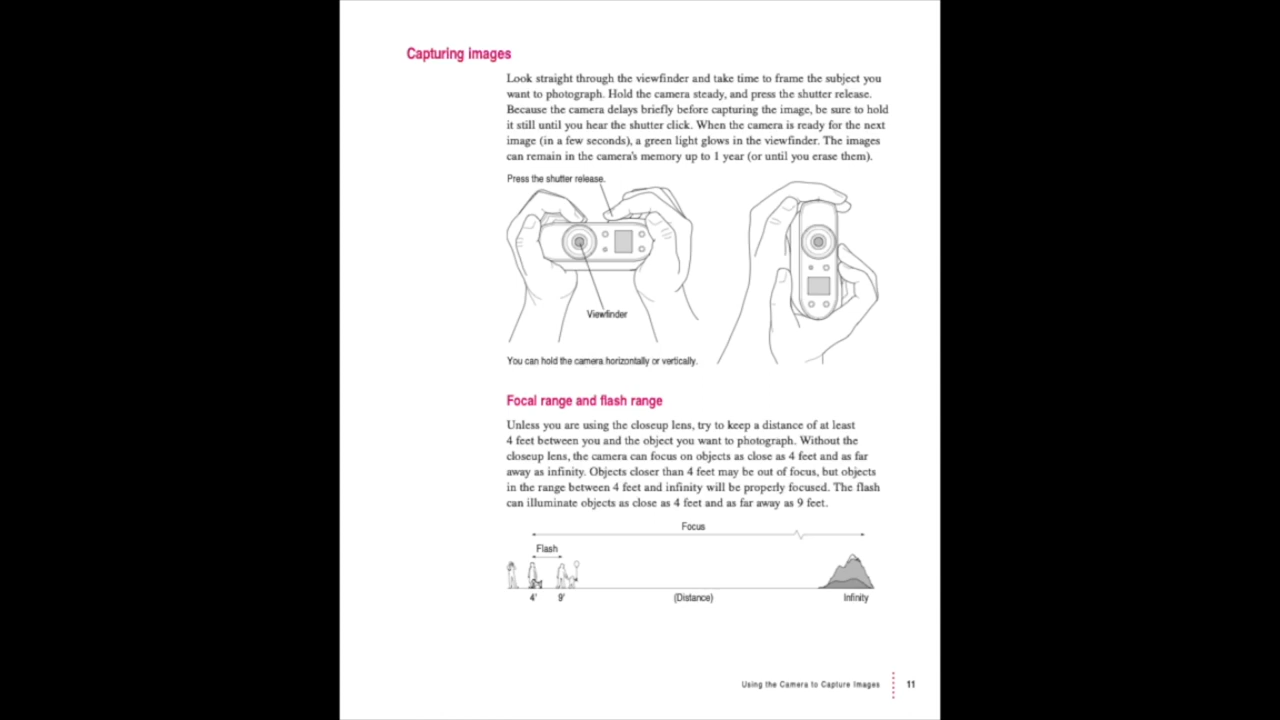 Capturing images
Look straight through the viewfinder and take time to frame the subject you
want to photograph. Hold the camera steady, and press the shutter release.
Because the camera delays briefly before capturing the image, be sure to hold
it still until you hear the shutter click. When the camera is ready for the next
image (in a few seconds), a green light glows in the viewfinder. The images
can remain in the camera's memory up to 1 year (or until you erase them).
Press the shutter release.
Viewfinder
You can hold the camera horizontally or vertically.
Focal range and flash range
Unless you are using the closeup lens, try to keep a distance of at least
4 feet between you and the object you want to photograph. Without the
closeup lens, the camera can focus on objects as close as 4 feet and as far
away as infinity. Objects closer than 4 feet may be out of focus, but objects
in the range between 4 feet and infinity will be properly focused. The flash
can illuminate objects as close as 4 feet and as far away as 9 feet.
Focus
Flash
4' 9' (Distance) Infinity
Using the Camera to Capture Images 11